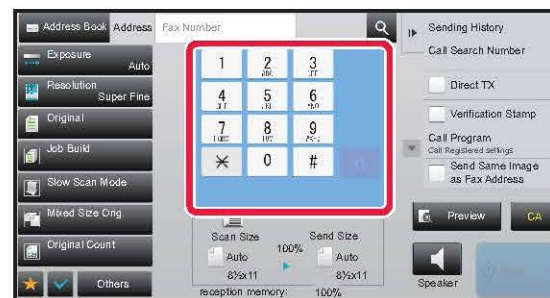 Address Book
Address
Fax Number
Exposure
Auto
Resolution
Super Fine
Original
Job Build
Slow Scan Mode
Mixed Size Orig.
Original Count
Others
1 2 3
4 5 6
7 8 9
0 #
Scan Size
100%
Send Size
Auto
Auto
8½x11
8½x11
reception memory: 100%
Sending History
Call Search Number
Direct TX
Verification Stamp
Call Program
Call Registered settings
Send Same Image
as Fax Address
Preview
CA
Speaker